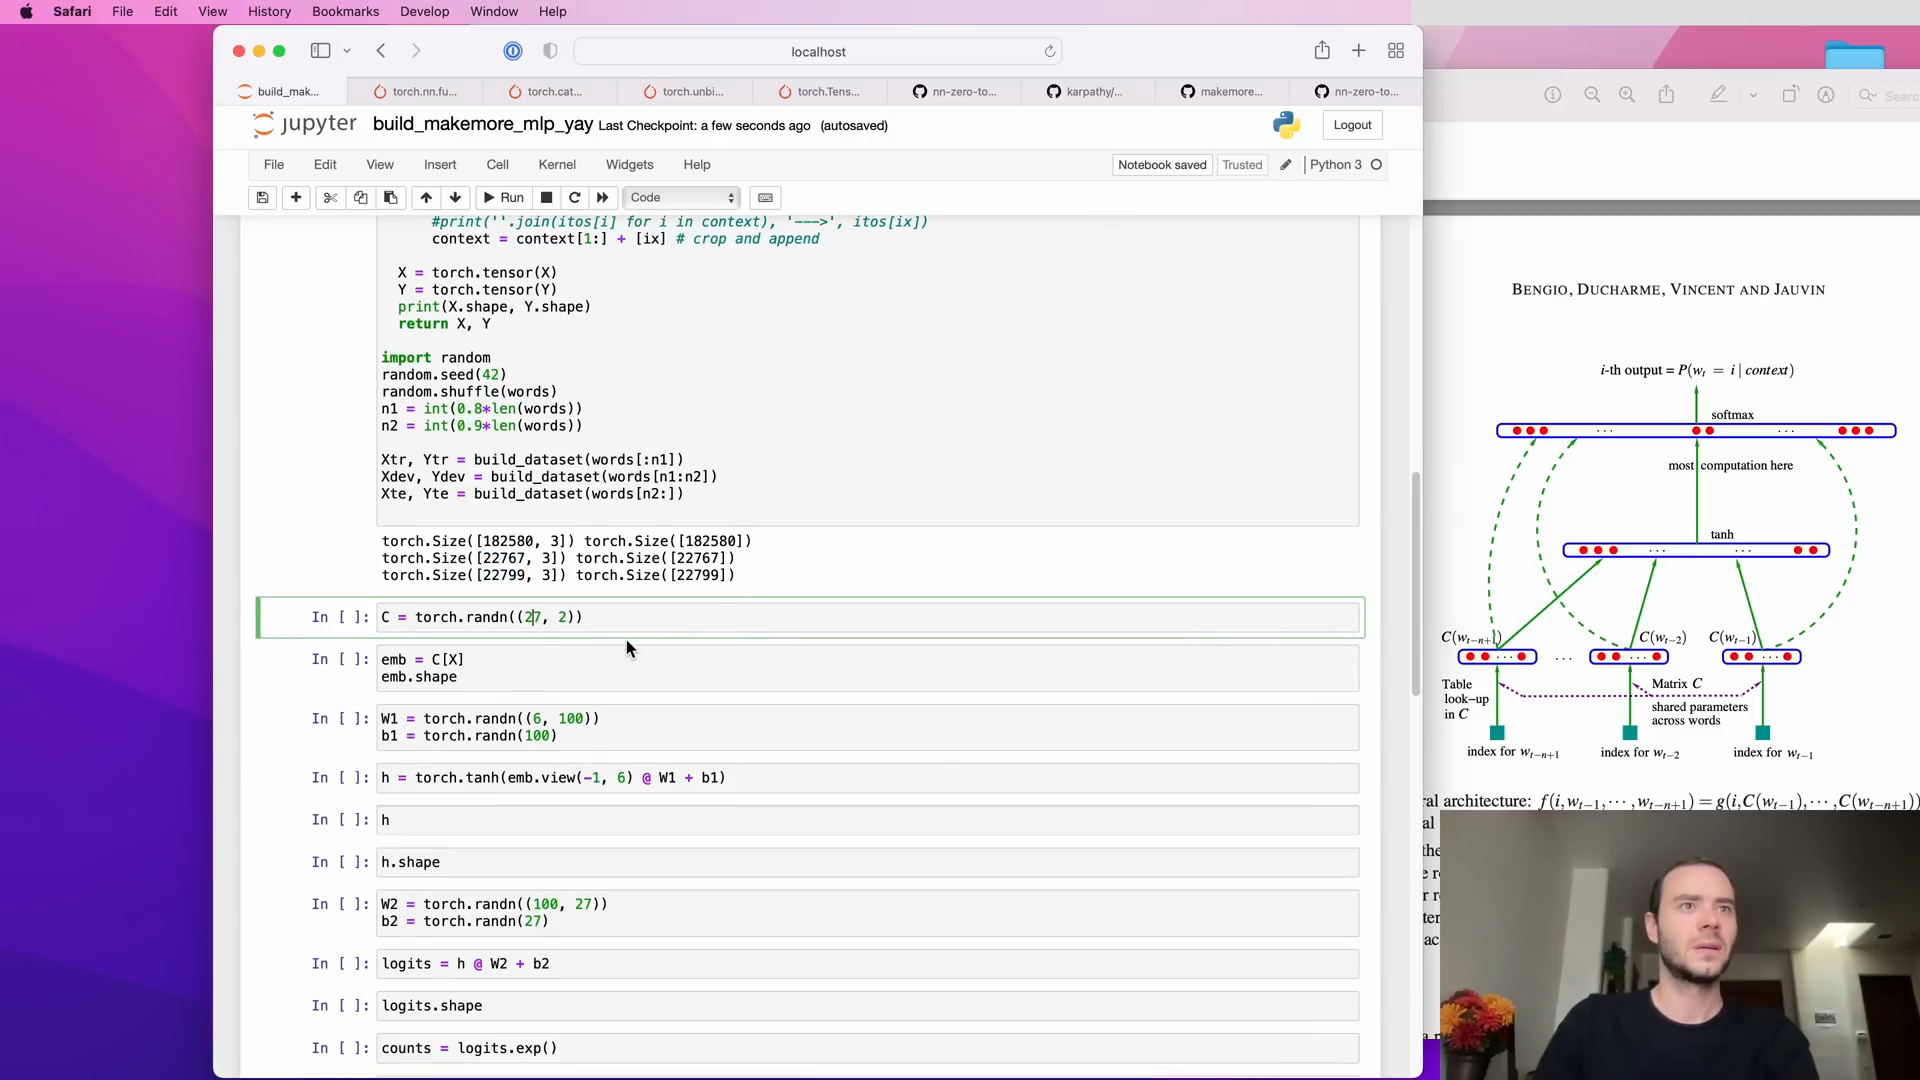 Safari File Edit View History Bookmarks Develop Window Help
localhost
build_mak... torch.nn.fu... torch.cat... torch.unbi... torch.Tens... nn-zero-to... karpathy/... makemore... nn-zero-to...
jupyter build_makemore_mlp_yay Last Checkpoint: a few seconds ago (autosaved) Logout
File Edit View Insert Cell Kernel Widgets Help Notebook saved Trusted Python 3
Run Code
#print(''.join(itos[i] for i in context), '--->', itos[ix])
context = context[1:] + [ix] # crop and append
X = torch.tensor(X)
Y = torch.tensor(Y)
print(X.shape, Y.shape)
return X, Y
import random
random.seed(42)
random.shuffle(words)
n1 = int(0.8*len(words))
n2 = int(0.9*len(words))
Xtr, Ytr = build_dataset(words[:n1])
Xdev, Ydev = build_dataset(words[n1:n2])
Xte, Yte = build_dataset(words[n2:])
torch.Size([182580, 3]) torch.Size([182580])
torch.Size([22767, 3]) torch.Size([22767])
torch.Size([22799, 3]) torch.Size([22799])
In [ ]: C = torch.randn((27, 2))
In [ ]: emb = C[X]
emb.shape
In [ ]: W1 = torch.randn((6, 100))
b1 = torch.randn(100)
In [ ]: h = torch.tanh(emb.view(-1, 6) @ W1 + b1)
In [ ]: h
In [ ]: h.shape
In [ ]: W2 = torch.randn((100, 27))
b2 = torch.randn(27)
In [ ]: logits = h @ W2 + b2
In [ ]: logits.shape
In [ ]: counts = logits.exp()
Search
BENGIO, DUCHARME, VINCENT AND JAUVIN
i-th output = P(w_t = i | context)
softmax
... ... ...
most computation here
tanh
... ...
C(w_{t−n+1}) C(w_{t−2}) C(w_{t−1})
... ... ... ...
Table look−up in C
Matrix C
shared parameters
across words
index for w_{t−n+1} index for w_{t−2} index for w_{t−1}
ral architecture: f(i, w_{t−1}, ⋯, w_{t−n+1}) = g(i, C(w_{t−1}), ⋯, C(w_{t−n+1}))